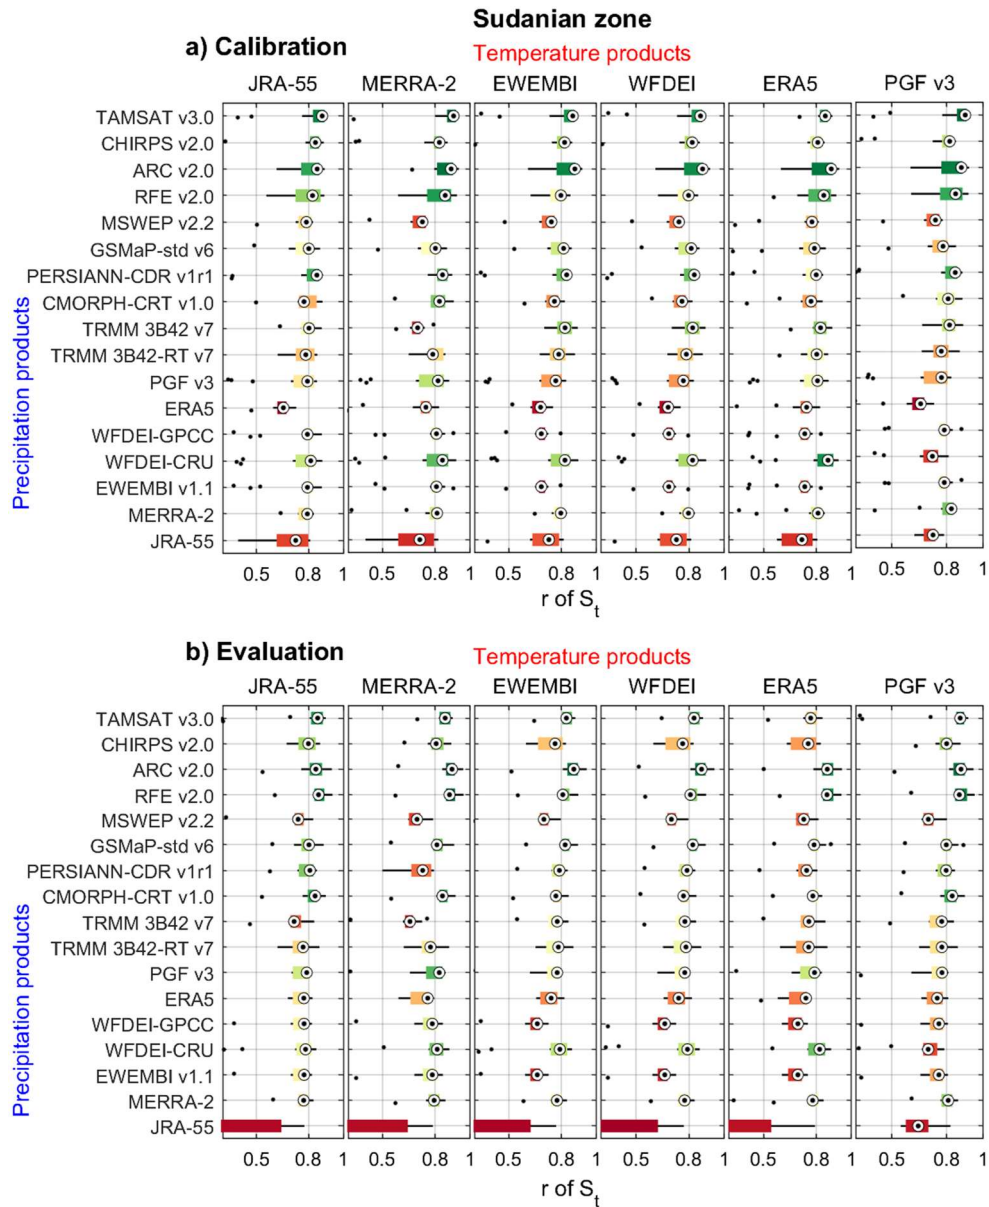 Sudanian zone
a) Calibration
Temperature products
JRA-55 MERRA-2 EWEMBI WFDEI ERA5 PGF v3
Precipitation products
TAMSAT v3.0
CHIRPS v2.0
ARC v2.0
RFE v2.0
MSWEP v2.2
GSMaP-std v6
PERSIANN-CDR v1r1
CMORPH-CRT v1.0
TRMM 3B42 v7
TRMM 3B42-RT v7
PGF v3
ERA5
WFDEI-GPCC
WFDEI-CRU
EWEMBI v1.1
MERRA-2
JRA-55
0.5 0.8 1 0.5 0.8 1 0.5 0.8 1 0.5 0.8 1 0.5 0.8 1 0.5 0.8 1
r of St
b) Evaluation
Temperature products
JRA-55 MERRA-2 EWEMBI WFDEI ERA5 PGF v3
Precipitation products
TAMSAT v3.0
CHIRPS v2.0
ARC v2.0
RFE v2.0
MSWEP v2.2
GSMaP-std v6
PERSIANN-CDR v1r1
CMORPH-CRT v1.0
TRMM 3B42 v7
TRMM 3B42-RT v7
PGF v3
ERA5
WFDEI-GPCC
WFDEI-CRU
EWEMBI v1.1
MERRA-2
JRA-55
0.5 0.8 1 0.5 0.8 1 0.5 0.8 1 0.5 0.8 1 0.5 0.8 1 0.5 0.8 1
r of St